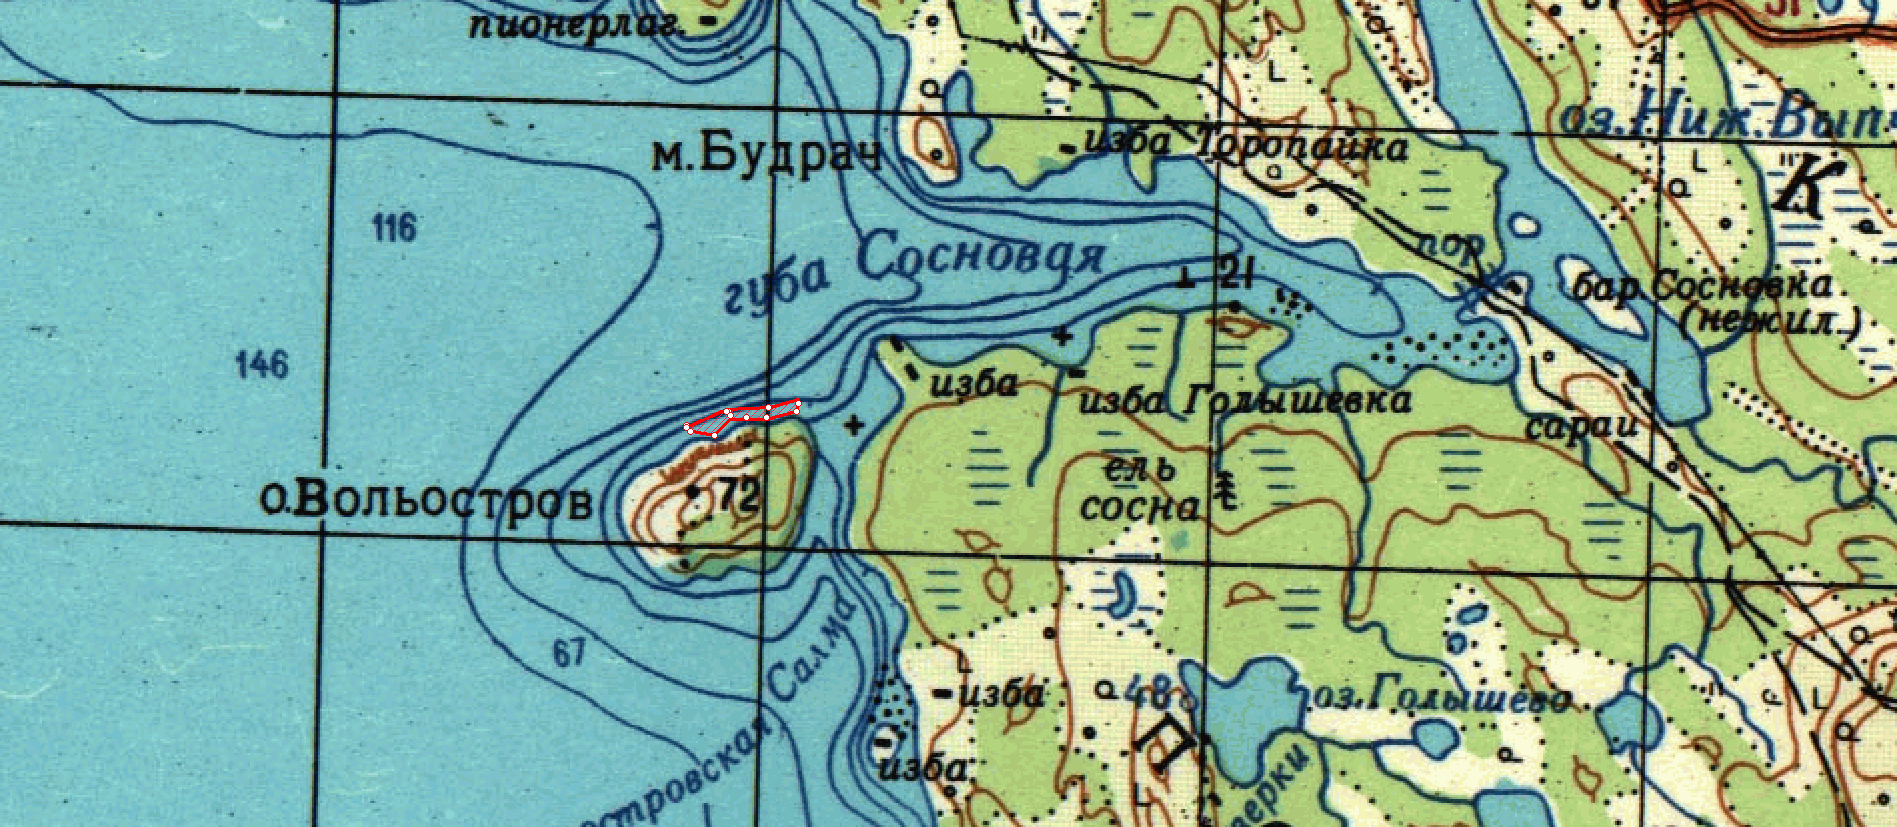 пионерлаг.
51
оз.Ниж.Вып
м.Будрач
изба Торопайка
К
116
губа Сосновая
пор.
21
бар.Сосновка
(нежил.)
146
изба
изба Голышевка
сараи
ель
сосна
о.Вольостров
72
67
Салма
островская
изба
48
оз.Голышево
П
изба